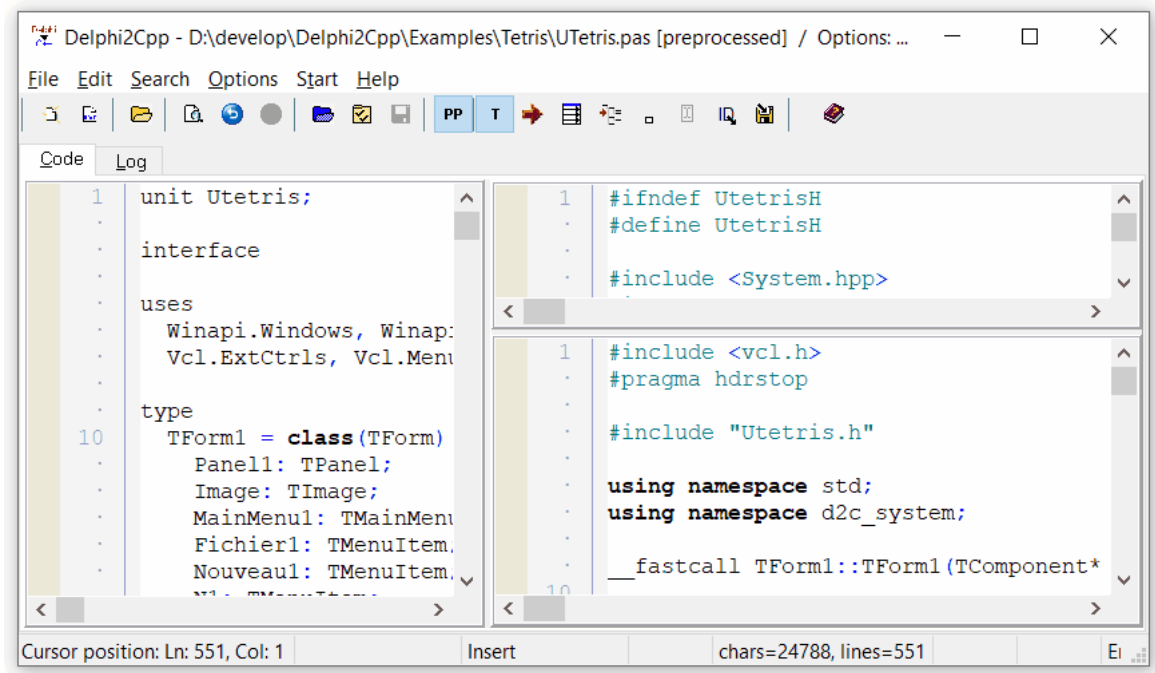 Delphi2Cpp - D:\develop\Delphi2Cpp\Examples\Tetris\UTetris.pas [preprocessed] / Options: ...
File Edit Search Options Start Help
PP T
Code Log
1 unit Utetris;
interface
uses
Winapi.Windows, Winap
Vcl.ExtCtrls, Vcl.Menu
type
10 TForm1 = class(TForm)
Panel1: TPanel;
Image: TImage;
MainMenu1: TMainMenu
Fichier1: TMenuItem;
Nouveau1: TMenuItem;
1 #ifndef UtetrisH
#define UtetrisH
#include <System.hpp>
1 #include <vcl.h>
#pragma hdrstop
#include "Utetris.h"
using namespace std;
using namespace d2c_system;
__fastcall TForm1::TForm1(TComponent*
10
Cursor position: Ln: 551, Col: 1 Insert chars=24788, lines=551